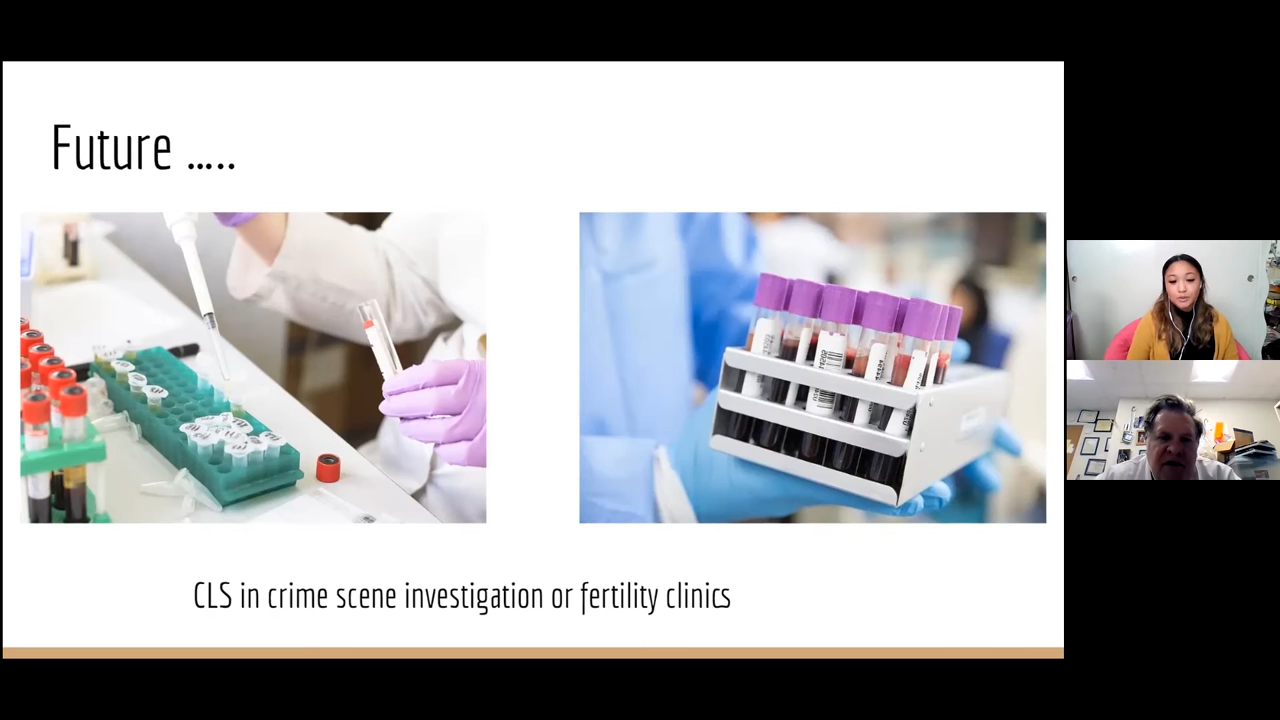 Future .....
CLS in crime scene investigation or fertility clinics